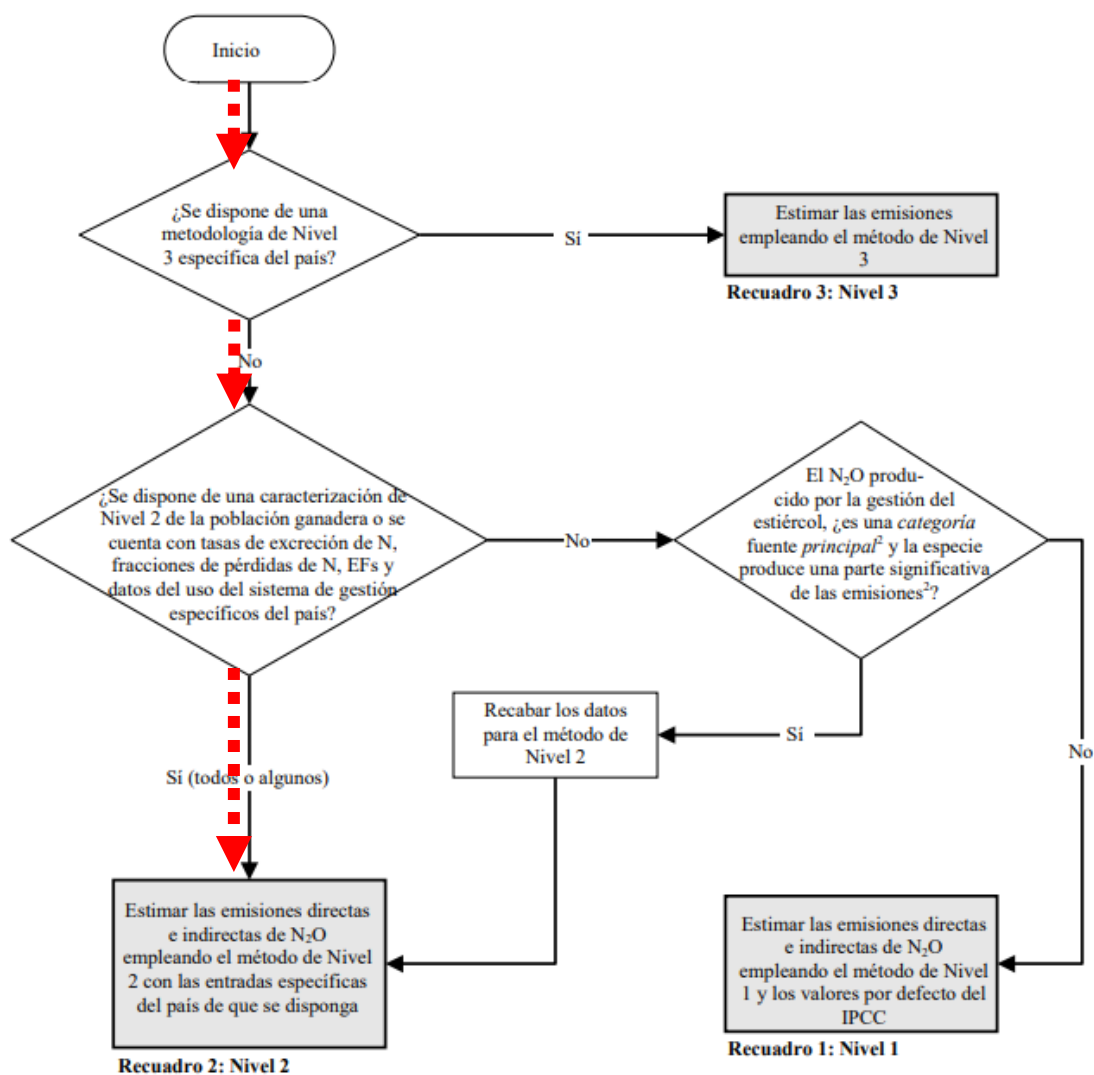 Inicio
¿Se dispone de una
metodología de Nivel
3 específica del país?
Sí
Estimar las emisiones
empleando el método de Nivel
3
Recuadro 3: Nivel 3
No
¿Se dispone de una caracterización de
Nivel 2 de la población ganadera o se
cuenta con tasas de excreción de N,
fracciones de pérdidas de N, EFs y
datos del uso del sistema de gestión
específicos del país?
No
El N₂O produ-
cido por la gestión del
estiércol, ¿es una categoría
fuente principal² y la especie
produce una parte significativa
de las emisiones²?
Recabar los datos
para el método de
Nivel 2
Sí
No
Sí (todos o algunos)
Estimar las emisiones directas
e indirectas de N₂O
empleando el método de Nivel
2 con las entradas específicas
del país de que se disponga
Recuadro 2: Nivel 2
Estimar las emisiones directas
e indirectas de N₂O
empleando el método de Nivel
1 y los valores por defecto del
IPCC
Recuadro 1: Nivel 1